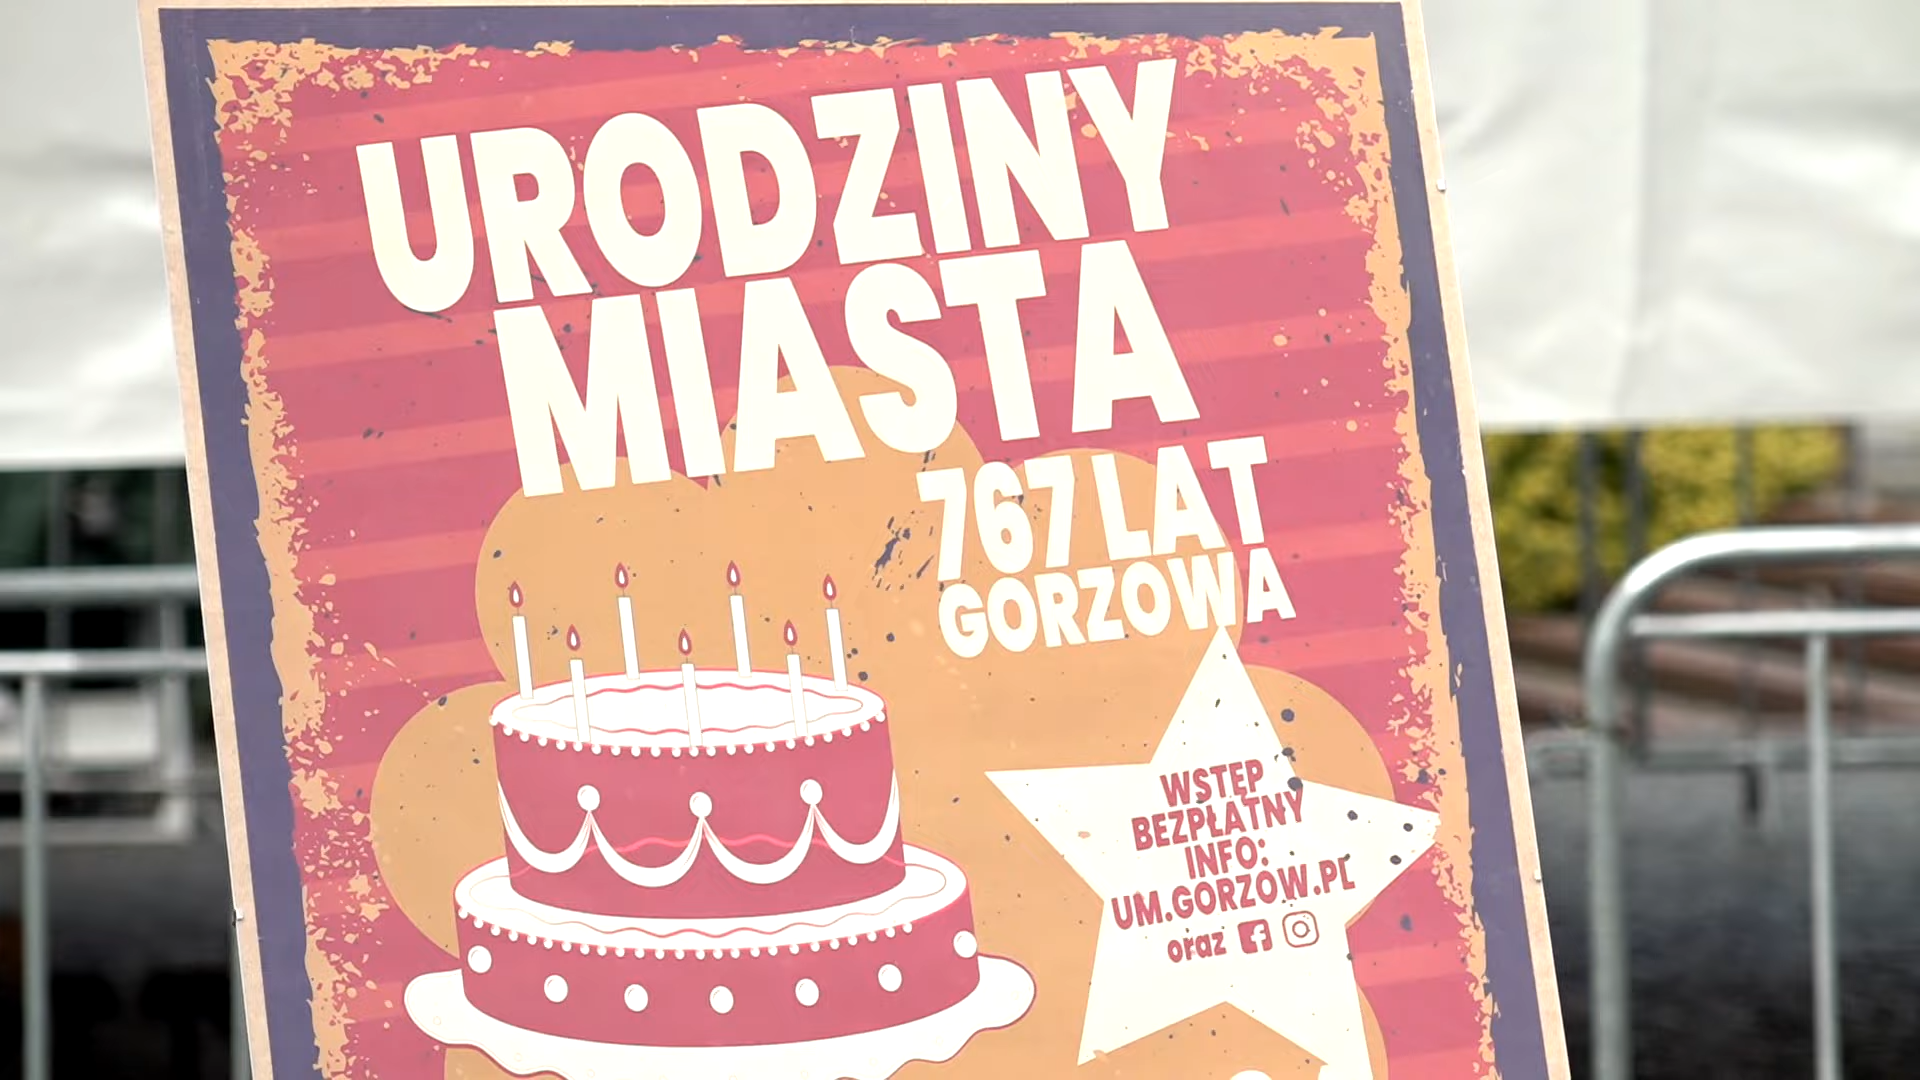 URODZINY
MIASTA
767 LAT
GORZOWA
WSTĘP
BEZPŁATNY
INFO:
UM.GORZOW.PL
oraz